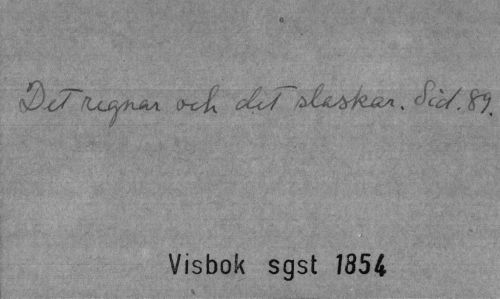 Det regnar och det slaskar. Sid. 89.
Visbok sgst 1854